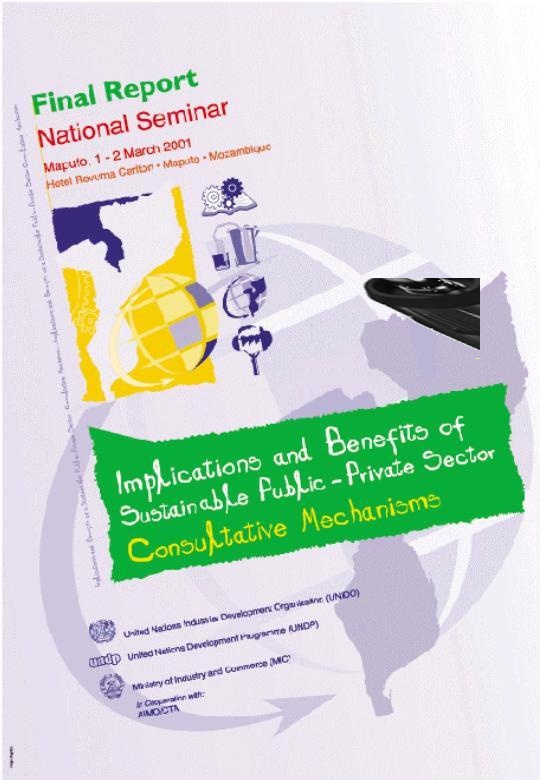 Final Report
National Seminar
Maputo, 1 - 2 March 2001
Hotel Rovuma Carlton • Maputo • Mozambique
Implications and Benefits of
Sustainable Public - Private Sector
Consultative Mechanisms
United Nations Industrial Development Organization (UNIDO)
undp United Nations Development Programme (UNDP)
Ministry of Industry and Commerce (MIC)
In Cooperation with:
AIMO/CTA